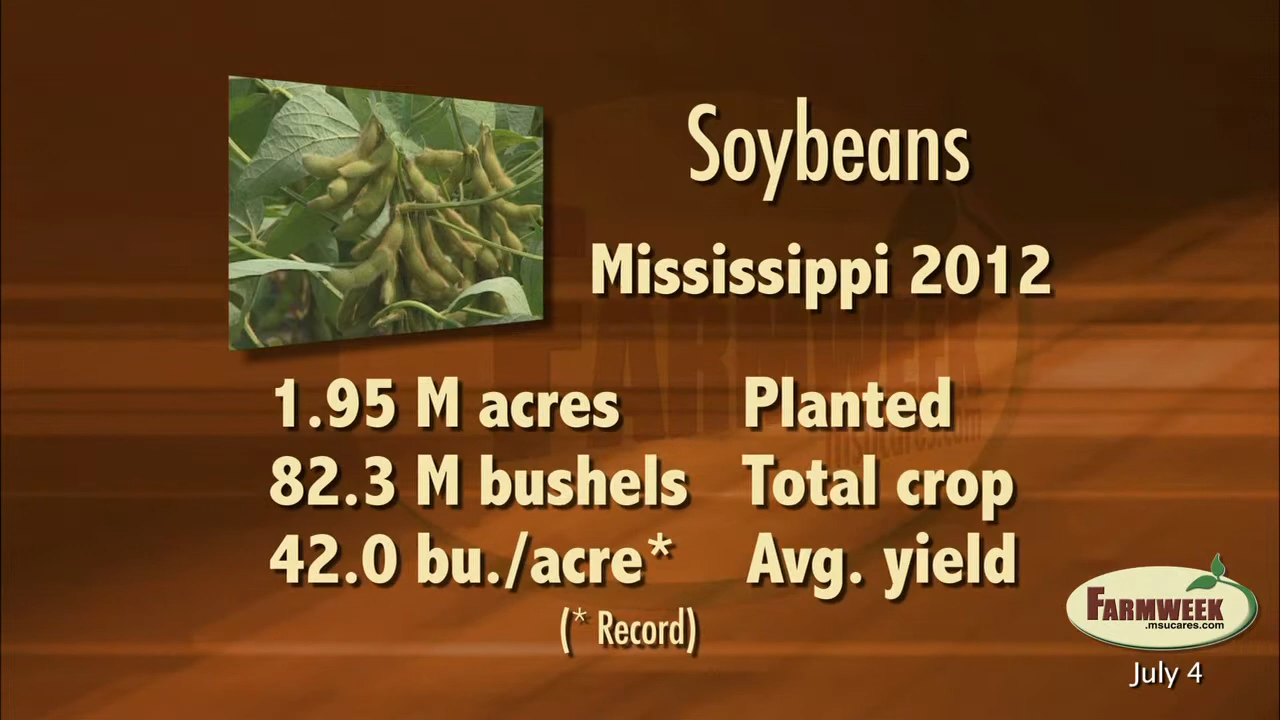 Soybeans
Mississippi 2012
1.95 M acres Planted
82.3 M bushels Total crop
42.0 bu./acre* Avg. yield
(* Record)
FARMWEEK
.msucares.com
July 4